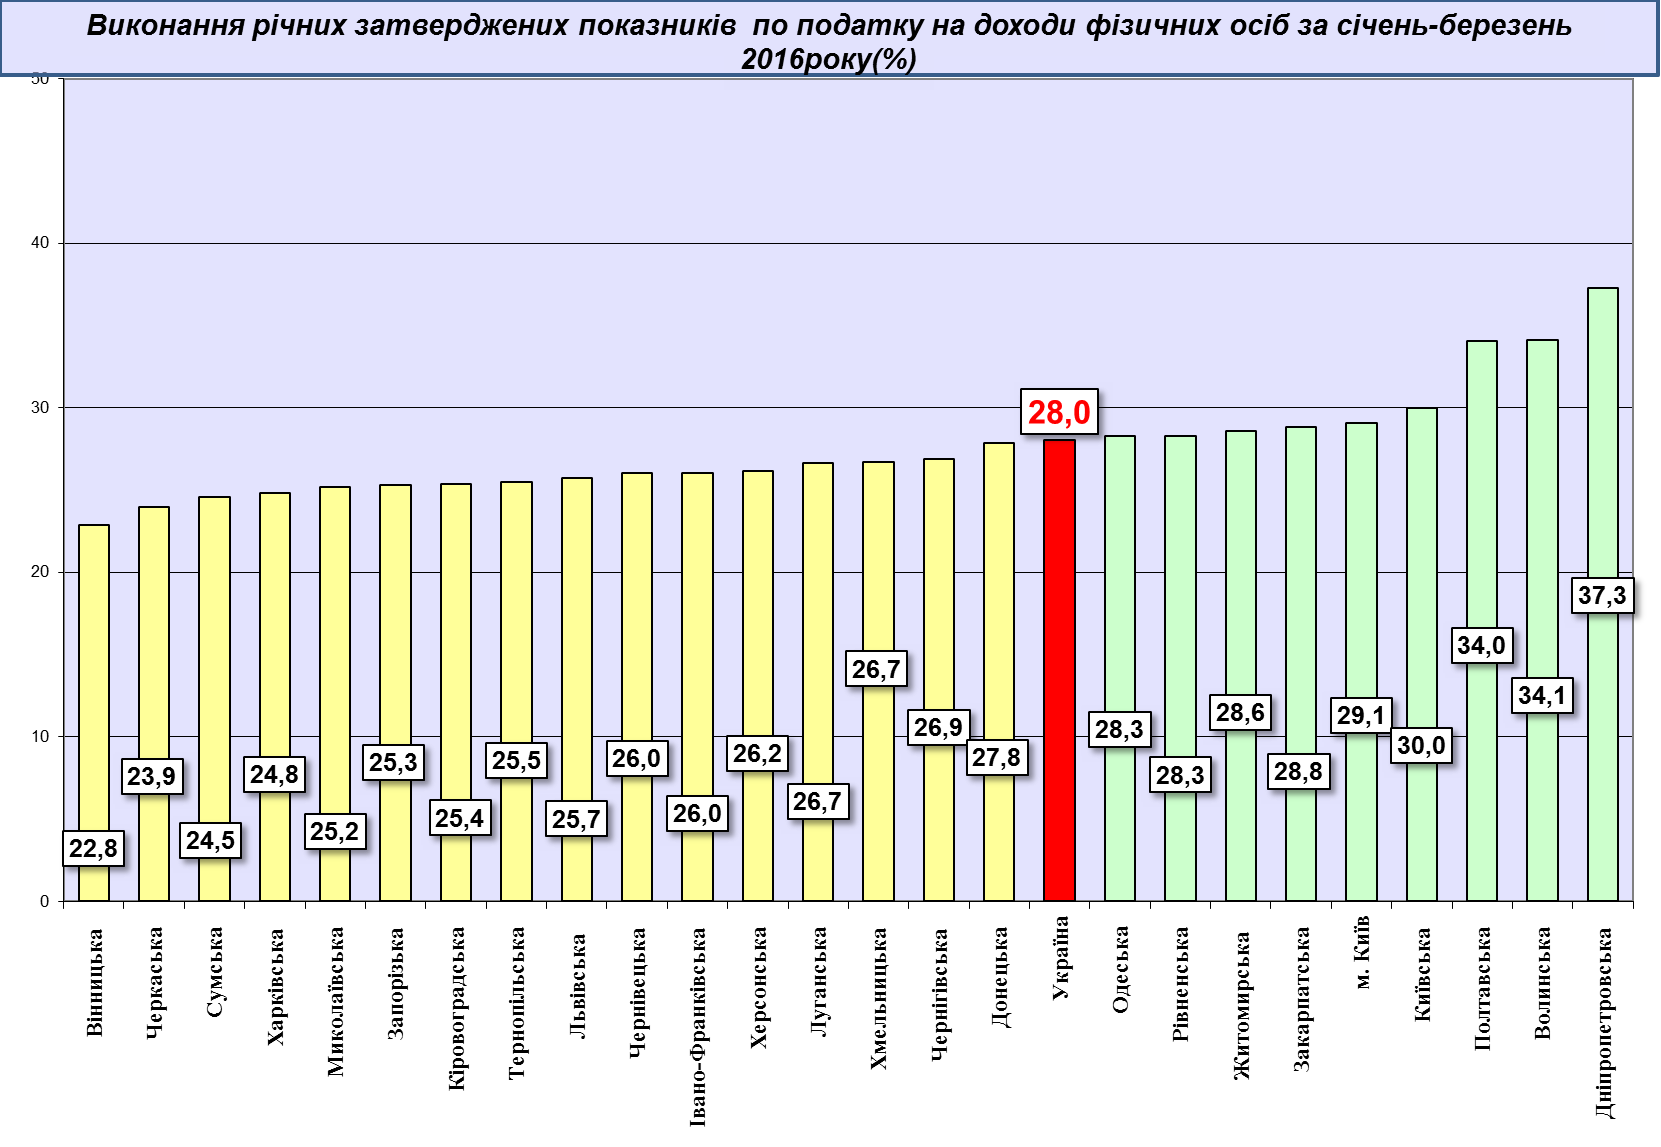 Виконання річних затверджених показників по податку на доходи фізичних осіб за січень-березень
2016року(%)
50
40
30
20
10
0
22,8
23,9
24,5
24,8
25,2
25,3
25,4
25,5
25,7
26,0
26,0
26,2
26,7
26,7
26,9
27,8
28,0
28,3
28,3
28,6
28,8
29,1
30,0
34,0
34,1
37,3
Вінницька
Черкаська
Сумська
Харківська
Миколаївська
Запорізька
Кіровоградська
Тернопільська
Львівська
Чернівецька
Івано-Франківська
Херсонська
Луганська
Хмельницька
Чернігівська
Донецька
Україна
Одеська
Рівненська
Житомирська
Закарпатська
м. Київ
Київська
Полтавська
Волинська
Дніпропетровська